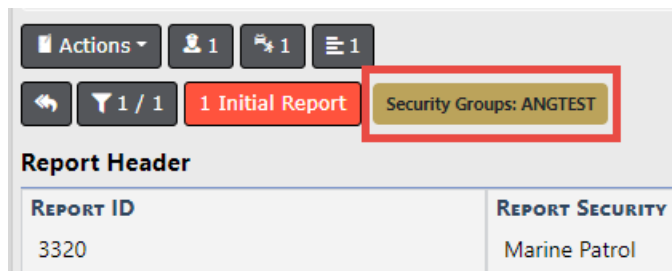 Actions 1 1 1
1 / 1 1 Initial Report Security Groups: ANGTEST
Report Header
REPORT ID REPORT SECURITY
3320 Marine Patrol